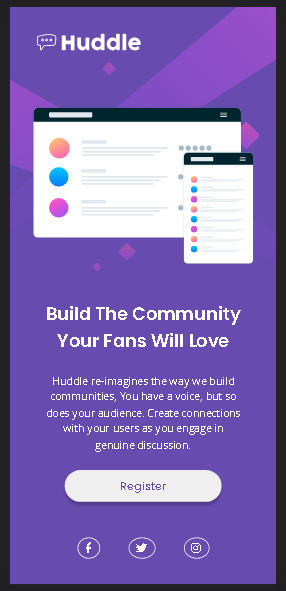 Huddle
Build The Community
Your Fans Will Love
Huddle re-imagines the way we build
communities, You have a voice, but so
does your audience. Create connections
with your users as you engage in
genuine discussion.
Register